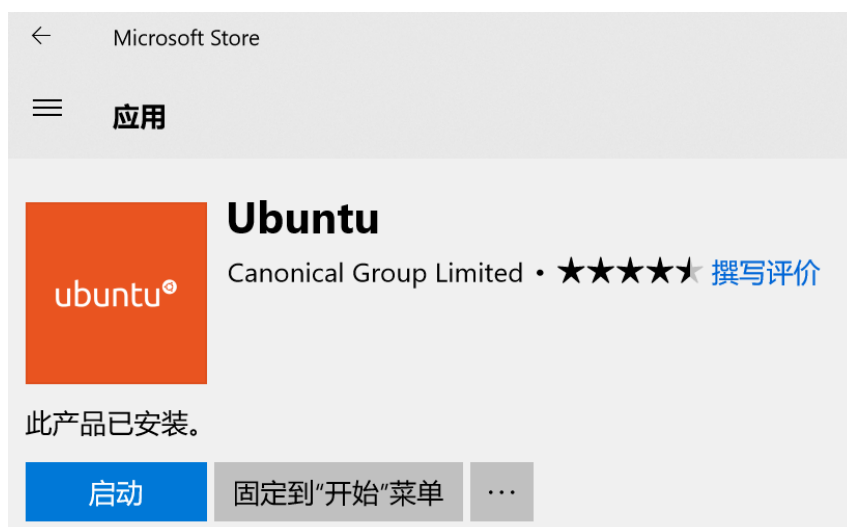 Microsoft Store
应用
ubuntu
Ubuntu
Canonical Group Limited • ★★★★★ 撰写评价
此产品已安装。
启动 固定到“开始”菜单 ···